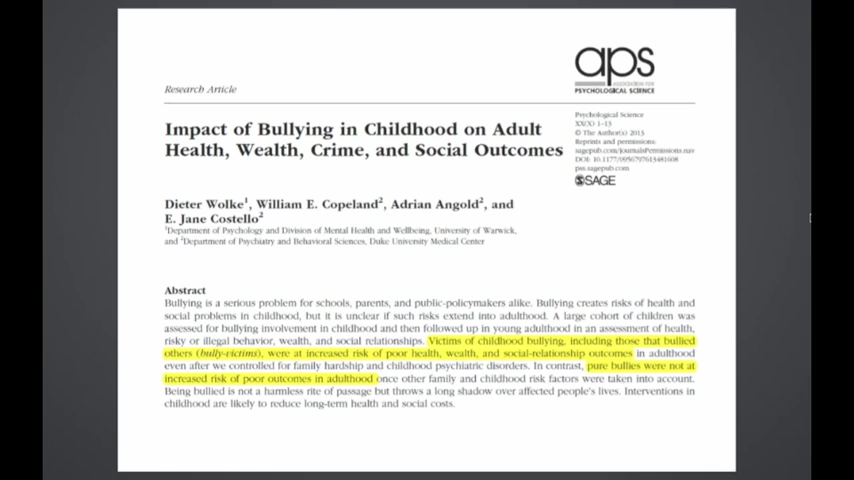 aps
ASSOCIATION FOR
PSYCHOLOGICAL SCIENCE
Research Article
Impact of Bullying in Childhood on Adult
Health, Wealth, Crime, and Social Outcomes
Psychological Science
XX(X) 1–13
© The Author(s) 2013
Reprints and permissions:
sagepub.com/journalsPermissions.nav
DOI: 10.1177/0956797613481608
pss.sagepub.com
SAGE
Dieter Wolke¹, William E. Copeland², Adrian Angold², and
E. Jane Costello²
¹Department of Psychology and Division of Mental Health and Wellbeing, University of Warwick,
and ²Department of Psychiatry and Behavioral Sciences, Duke University Medical Center
Abstract
Bullying is a serious problem for schools, parents, and public-policymakers alike. Bullying creates risks of health and
social problems in childhood, but it is unclear if such risks extend into adulthood. A large cohort of children was
assessed for bullying involvement in childhood and then followed up in young adulthood in an assessment of health,
risky or illegal behavior, wealth, and social relationships. Victims of childhood bullying, including those that bullied
others (bully-victims), were at increased risk of poor health, wealth, and social-relationship outcomes in adulthood
even after we controlled for family hardship and childhood psychiatric disorders. In contrast, pure bullies were not at
increased risk of poor outcomes in adulthood once other family and childhood risk factors were taken into account.
Being bullied is not a harmless rite of passage but throws a long shadow over affected people's lives. Interventions in
childhood are likely to reduce long-term health and social costs.